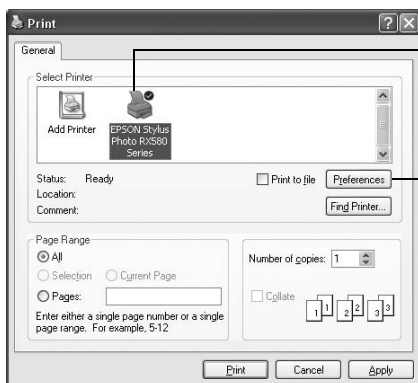 Print
General
Select Printer
Add Printer
EPSON Stylus
Photo RX580
Series
Status: Ready
Print to file
Preferences
Location:
Comment:
Find Printer...
Page Range
All
Selection Current Page
Pages:
Enter either a single page number or a single
page range. For example, 5-12
Number of copies: 1
Collate
1 1 2 2 3 3
Print Cancel Apply